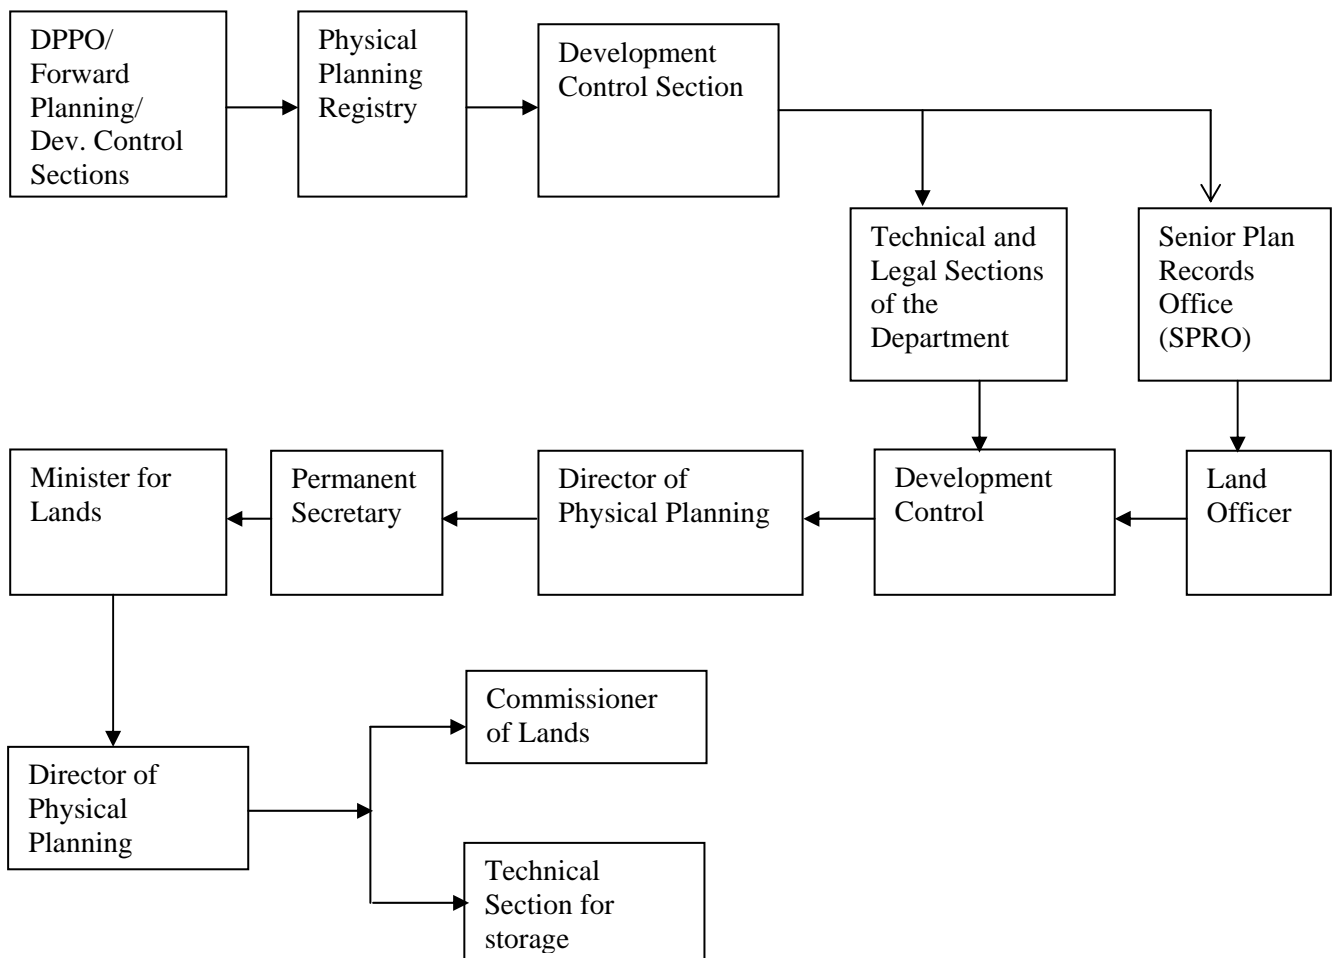 DPPO/
Forward
Planning/
Dev. Control
Sections
Physical
Planning
Registry
Development
Control Section
Technical and
Legal Sections
of the
Department
Senior Plan
Records
Office
(SPRO)
Minister for
Lands
Permanent
Secretary
Director of
Physical Planning
Development
Control
Land
Officer
Commissioner
of Lands
Director of
Physical
Planning
Technical
Section for
storage